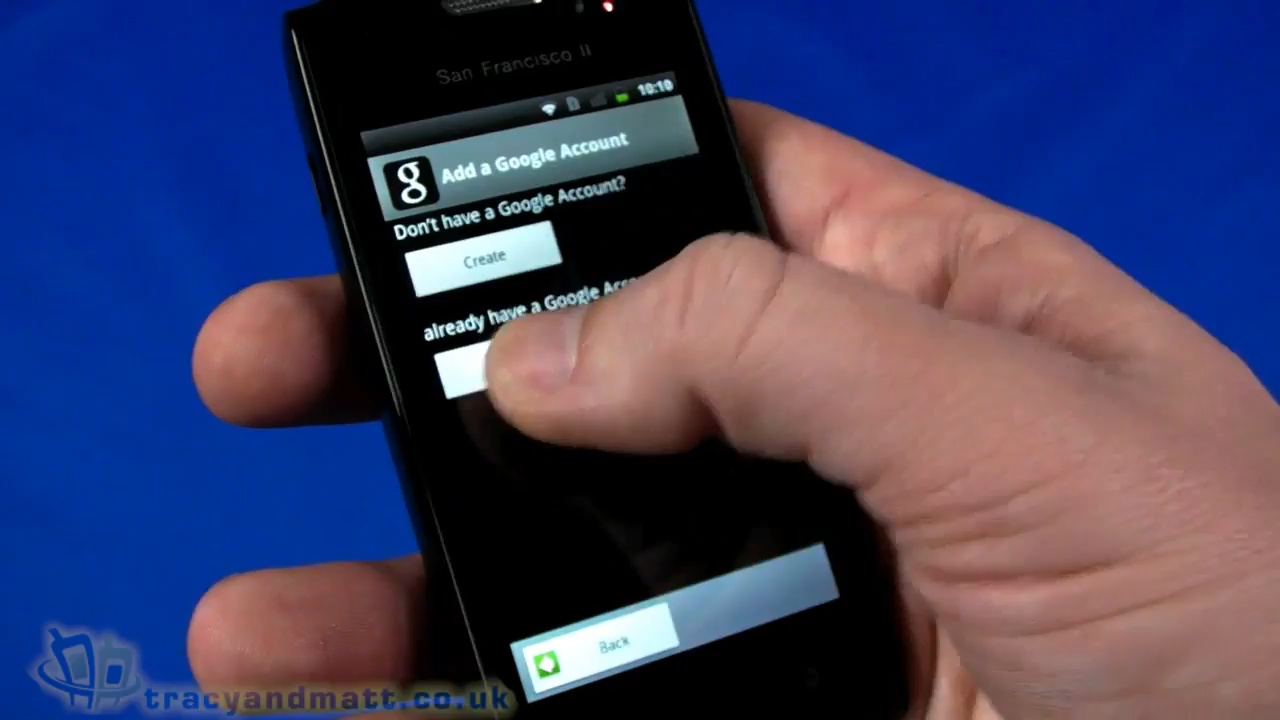 San Francisco II
10:10
g Add a Google Account
Don't have a Google Account?
Create
already have a Google
Back
tracyandmatt.co.uk